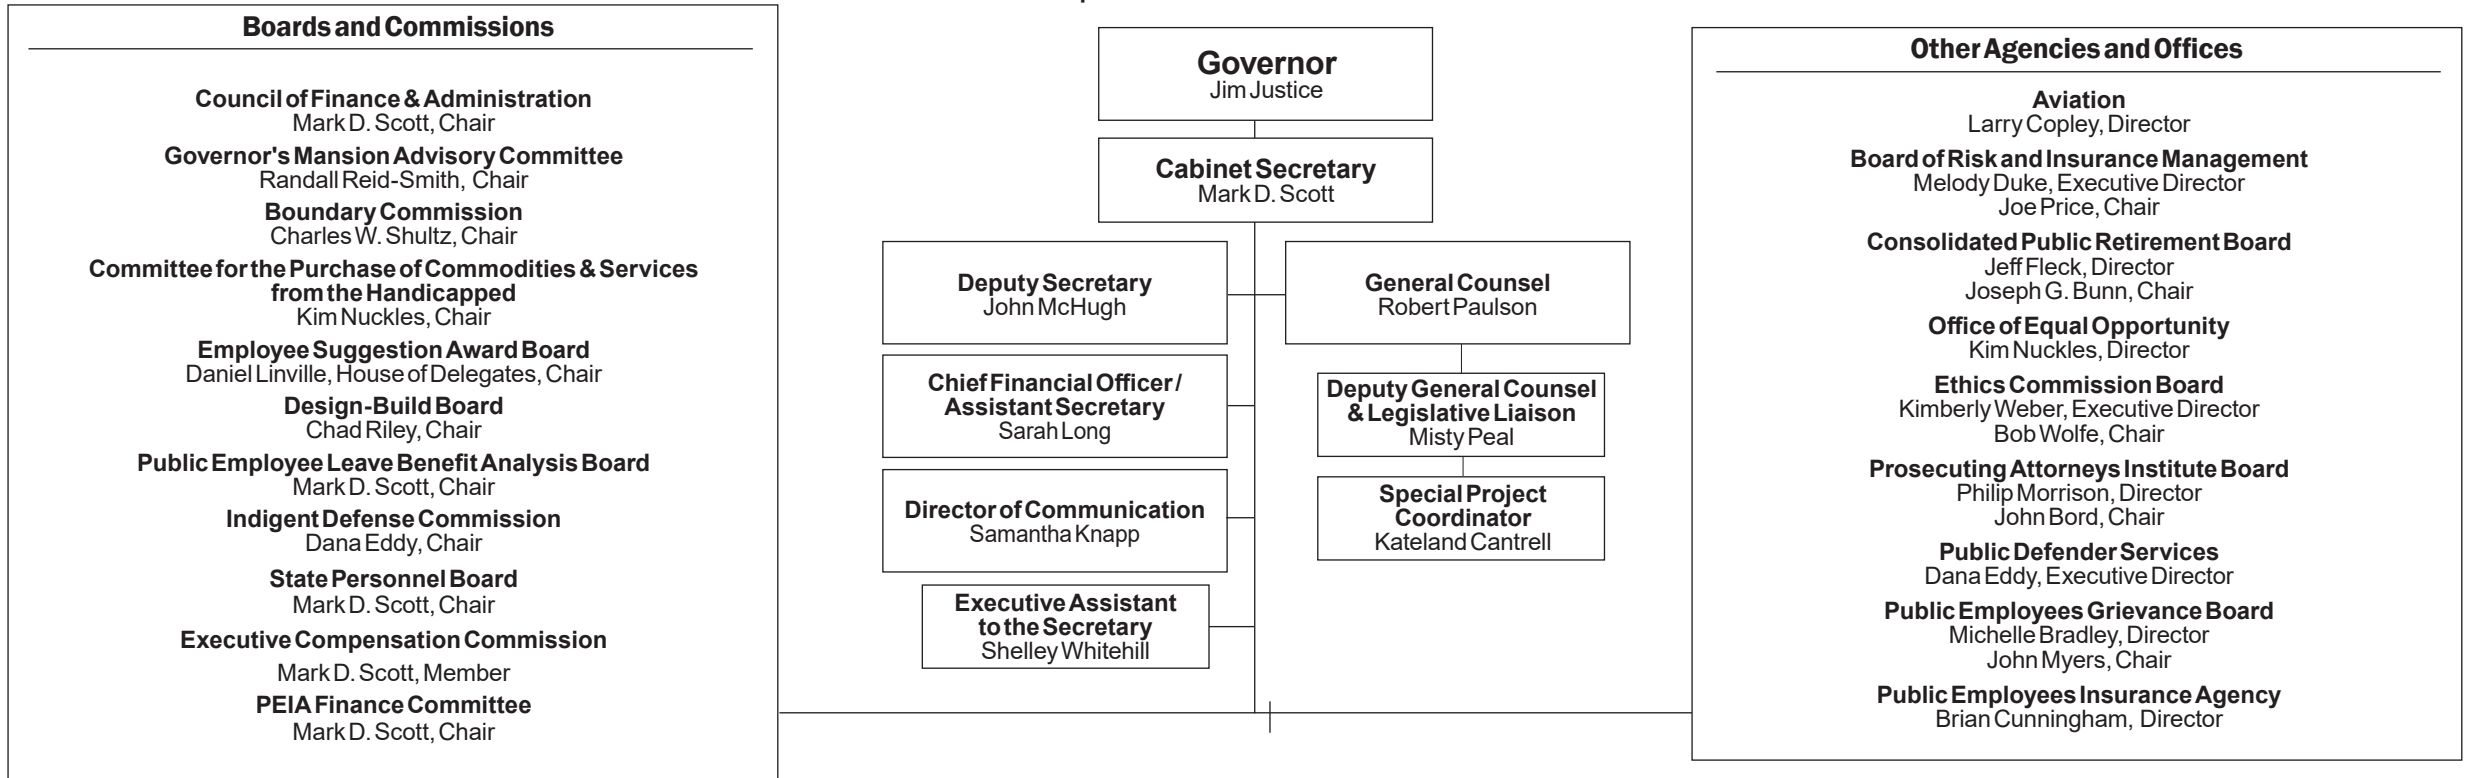 Boards and Commissions
Council of Finance & Administration
Mark D. Scott, Chair
Governor's Mansion Advisory Committee
Randall Reid-Smith, Chair
Boundary Commission
Charles W. Shultz, Chair
Committee for the Purchase of Commodities & Services
from the Handicapped
Kim Nuckles, Chair
Employee Suggestion Award Board
Daniel Linville, House of Delegates, Chair
Design-Build Board
Chad Riley, Chair
Public Employee Leave Benefit Analysis Board
Mark D. Scott, Chair
Indigent Defense Commission
Dana Eddy, Chair
State Personnel Board
Mark D. Scott, Chair
Executive Compensation Commission
Mark D. Scott, Member
PEIA Finance Committee
Mark D. Scott, Chair
Governor
Jim Justice
Cabinet Secretary
Mark D. Scott
Deputy Secretary
John McHugh
General Counsel
Robert Paulson
Chief Financial Officer /
Assistant Secretary
Sarah Long
Deputy General Counsel
& Legislative Liaison
Misty Peal
Director of Communication
Samantha Knapp
Special Project
Coordinator
Kateland Cantrell
Executive Assistant
to the Secretary
Shelley Whitehill
Other Agencies and Offices
Aviation
Larry Copley, Director
Board of Risk and Insurance Management
Melody Duke, Executive Director
Joe Price, Chair
Consolidated Public Retirement Board
Jeff Fleck, Director
Joseph G. Bunn, Chair
Office of Equal Opportunity
Kim Nuckles, Director
Ethics Commission Board
Kimberly Weber, Executive Director
Bob Wolfe, Chair
Prosecuting Attorneys Institute Board
Philip Morrison, Director
John Bord, Chair
Public Defender Services
Dana Eddy, Executive Director
Public Employees Grievance Board
Michelle Bradley, Director
John Myers, Chair
Public Employees Insurance Agency
Brian Cunningham, Director